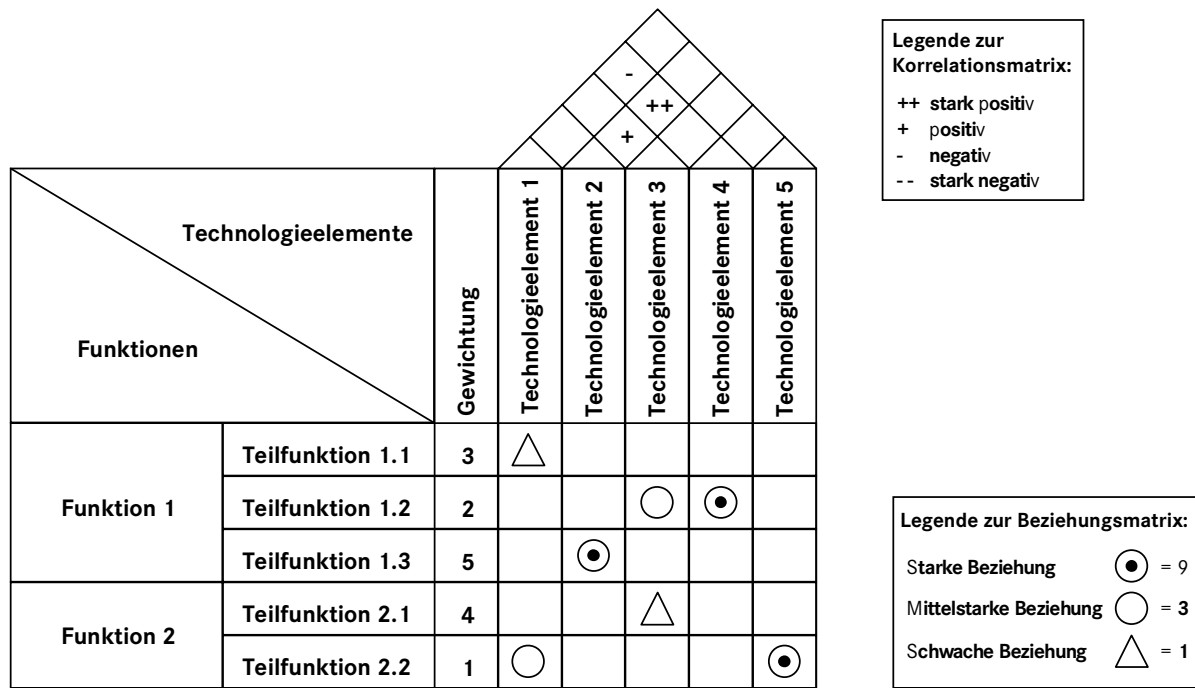 Legende zur
Korrelationsmatrix:
++ stark positiv
+ positiv
- negativ
-- stark negativ
-
++
+
Technologieelemente
Funktionen
Gewichtung
Technologieelement 1
Technologieelement 2
Technologieelement 3
Technologieelement 4
Technologieelement 5
Funktion 1
Teilfunktion 1.1 3
Teilfunktion 1.2 2
Teilfunktion 1.3 5
Funktion 2
Teilfunktion 2.1 4
Teilfunktion 2.2 1
Legende zur Beziehungsmatrix:
Starke Beziehung = 9
Mittelstarke Beziehung = 3
Schwache Beziehung = 1